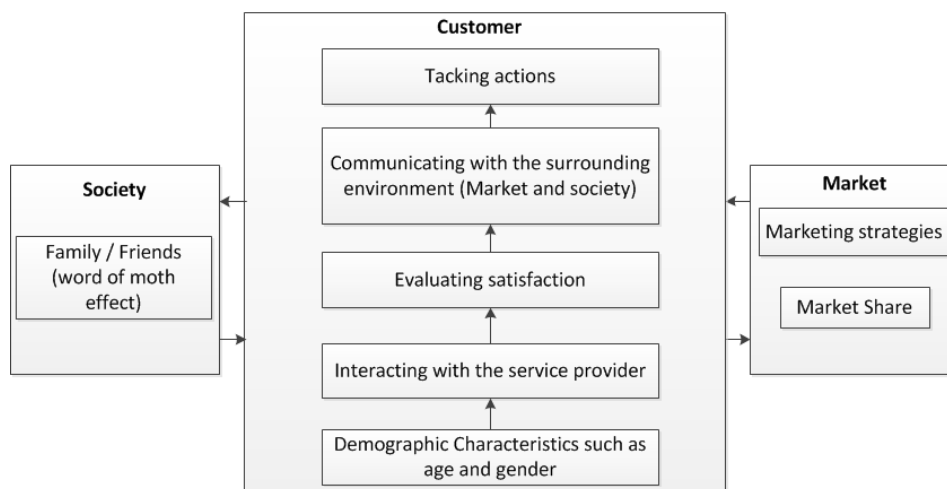 Customer
Tacking actions
Communicating with the surrounding
environment (Market and society)
Evaluating satisfaction
Interacting with the service provider
Demographic Characteristics such as
age and gender
Society
Family / Friends
(word of moth
effect)
Market
Marketing strategies
Market Share